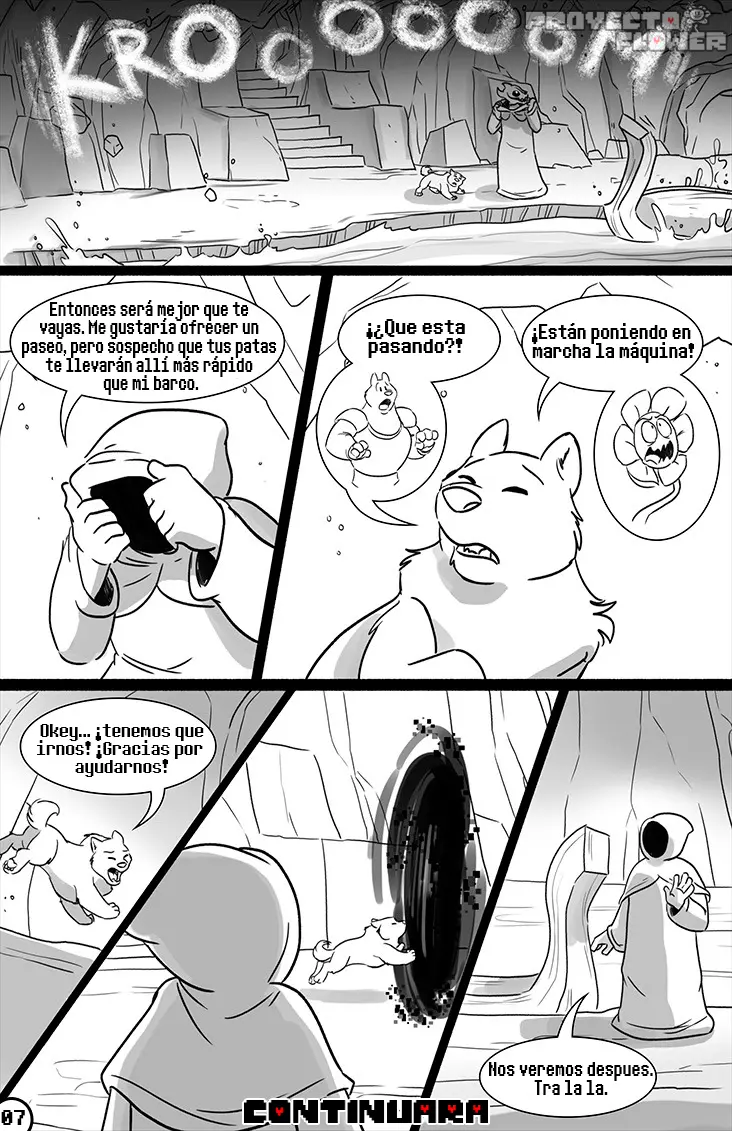 PROYECTO
FLOWER
KROOOOOOM!
Entonces será mejor que te
vayas. Me gustaría ofrecer un
paseo, pero sospecho que tus patas
te llevarán allí más rápido
que mi barco.
¡¿Que esta
pasando?!
¡Están poniendo en
marcha la máquina!
Okey... ¡tenemos que
irnos! ¡Gracias por
ayudarnos!
Nos veremos despues.
Tra la la.
07
CONTINUARA